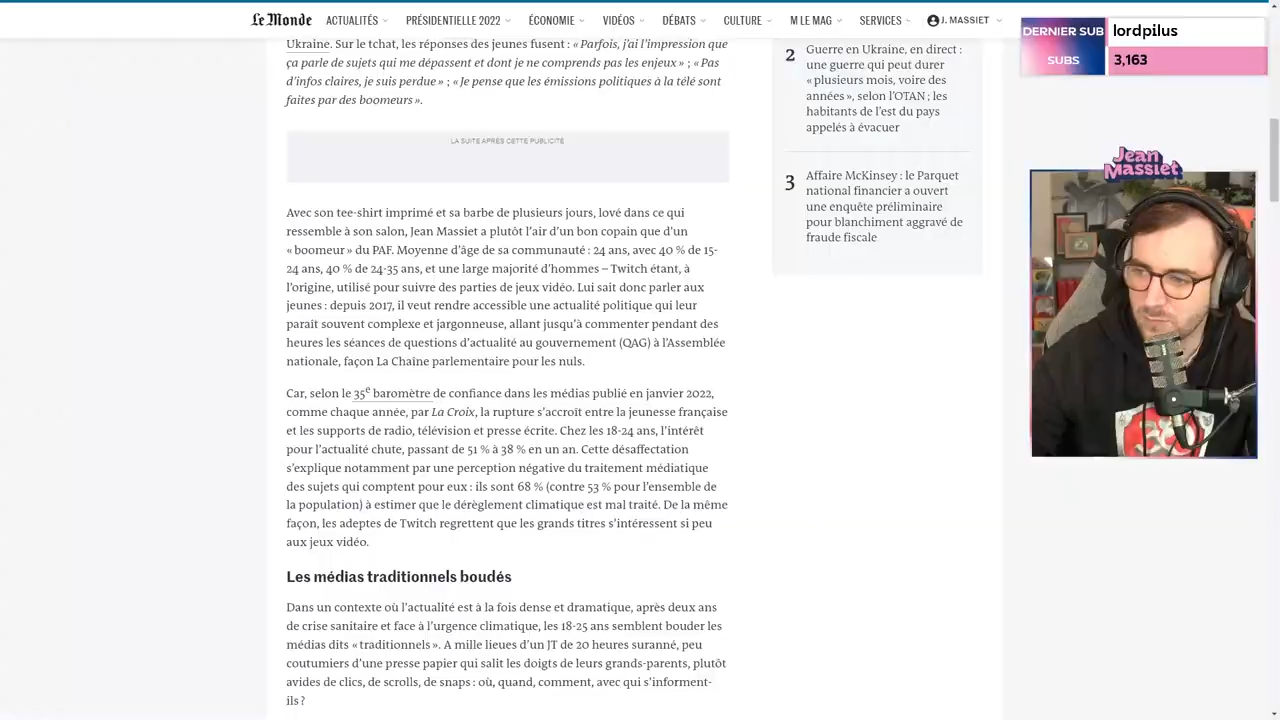 Le Monde
ACTUALITÉS
PRÉSIDENTIELLE 2022
ÉCONOMIE
VIDÉOS
DÉBATS
CULTURE
M LE MAG
SERVICES
J. MASSIET
Ukraine. Sur le tchat, les réponses des jeunes fusent : « Parfois, j'ai l'impression que
ça parle de sujets qui me dépassent et dont je ne comprends pas les enjeux » ; « Pas
d'infos claires, je suis perdue » ; « Je pense que les émissions politiques à la télé sont
faites par des boomeurs ».
LA SUITE APRÈS CETTE PUBLICITÉ
Avec son tee-shirt imprimé et sa barbe de plusieurs jours, lové dans ce qui
ressemble à son salon, Jean Massiet a plutôt l'air d'un bon copain que d'un
« boomeur » du PAF. Moyenne d'âge de sa communauté : 24 ans, avec 40 % de 15-
24 ans, 40 % de 24-35 ans, et une large majorité d'hommes – Twitch étant, à
l'origine, utilisé pour suivre des parties de jeux vidéo. Lui sait donc parler aux
jeunes : depuis 2017, il veut rendre accessible une actualité politique qui leur
paraît souvent complexe et jargonneuse, allant jusqu'à commenter pendant des
heures les séances de questions d'actualité au gouvernement (QAG) à l'Assemblée
nationale, façon La Chaîne parlementaire pour les nuls.
Car, selon le 35e baromètre de confiance dans les médias publié en janvier 2022,
comme chaque année, par La Croix, la rupture s'accroît entre la jeunesse française
et les supports de radio, télévision et presse écrite. Chez les 18-24 ans, l'intérêt
pour l'actualité chute, passant de 51 % à 38 % en un an. Cette désaffection
s'explique notamment par une perception négative du traitement médiatique
des sujets qui comptent pour eux : ils sont 68 % (contre 53 % pour l'ensemble de
la population) à estimer que le dérèglement climatique est mal traité. De la même
façon, les adeptes de Twitch regrettent que les grands titres s'intéressent si peu
aux jeux vidéo.
Les médias traditionnels boudés
Dans un contexte où l'actualité est à la fois dense et dramatique, après deux ans
de crise sanitaire et face à l'urgence climatique, les 18-25 ans semblent bouder les
médias dits « traditionnels ». A mille lieues d'un JT de 20 heures suranné, peu
coutumiers d'une presse papier qui salit les doigts de leurs grands-parents, plutôt
avides de clics, de scrolls, de snaps : où, quand, comment, avec qui s'informent-
ils ?
2
Guerre en Ukraine, en direct :
une guerre qui peut durer
« plusieurs mois, voire des
années », selon l'OTAN ; les
habitants de l'est du pays
appelés à évacuer
3
Affaire McKinsey : le Parquet
national financier a ouvert
une enquête préliminaire
pour blanchiment aggravé de
fraude fiscale
DERNIER SUB
lordpilus
SUBS
3,163
Jean
Massiet